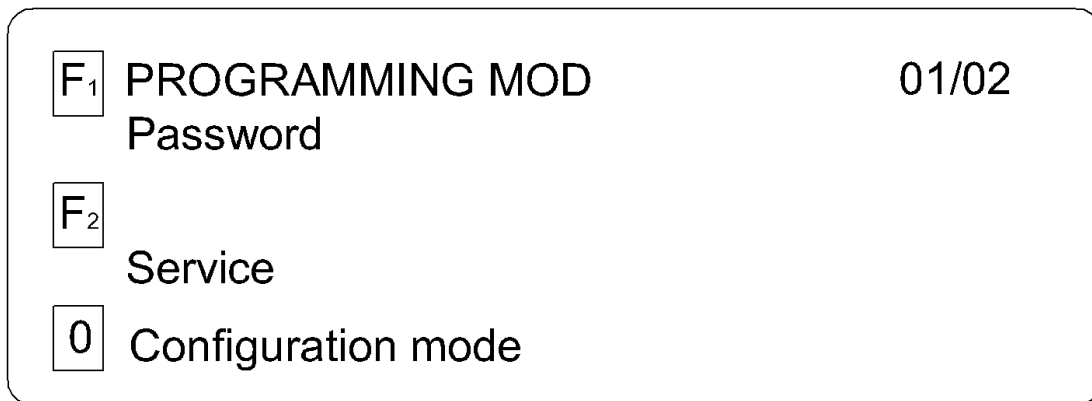 F1 PROGRAMMING MOD 01/02
Password
F2
Service
0 Configuration mode